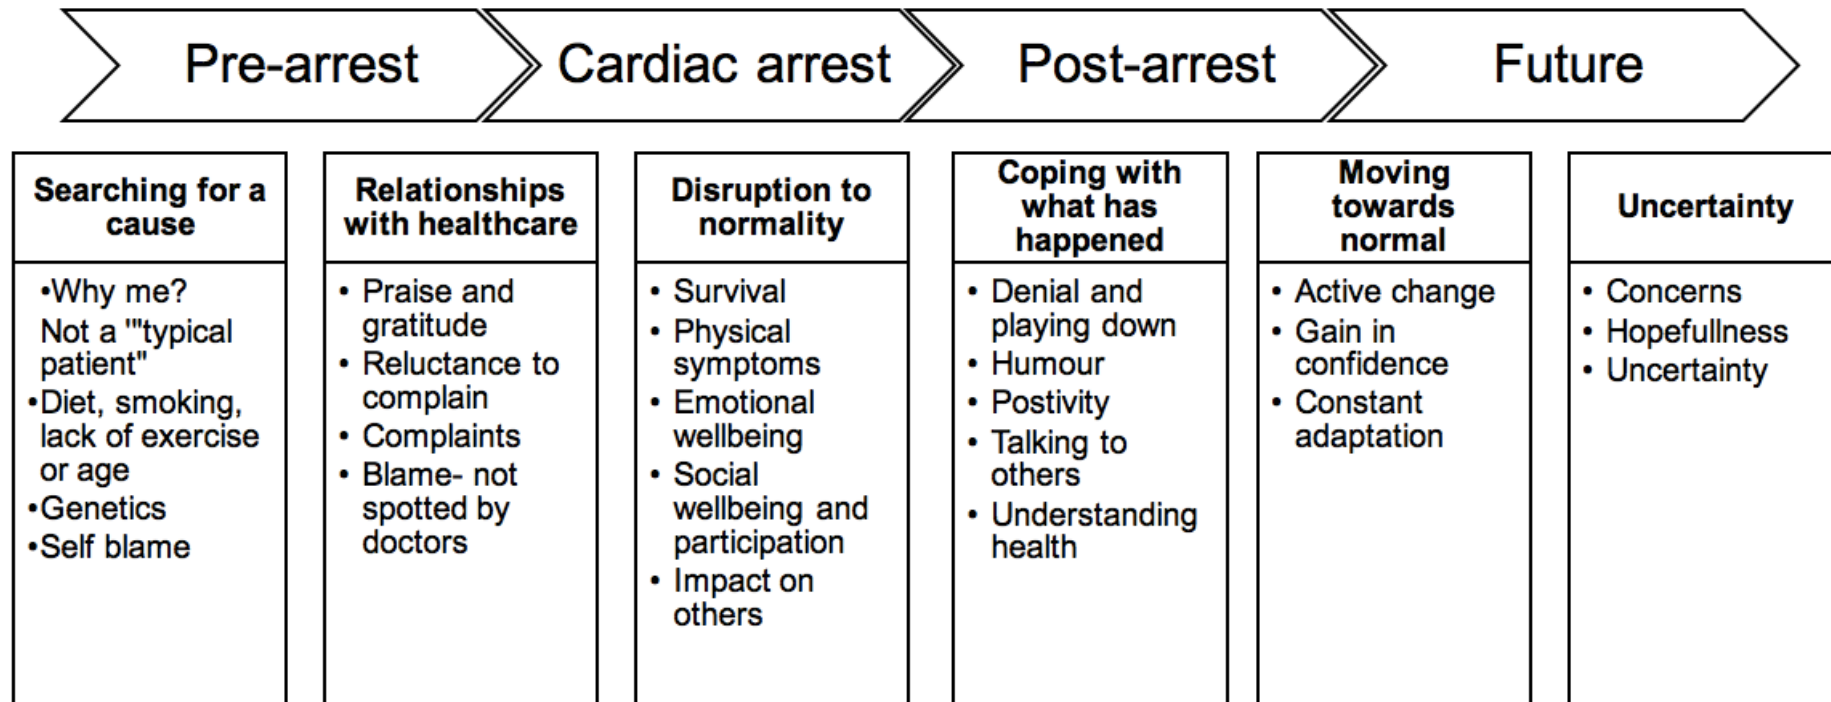 Pre-arrest
Cardiac arrest
Post-arrest
Future
Searching for a
cause
•Why me?
Not a '"typical
patient"
•Diet, smoking,
lack of exercise
or age
•Genetics
•Self blame
Relationships
with healthcare
• Praise and
gratitude
• Reluctance to
complain
• Complaints
• Blame- not
spotted by
doctors
Disruption to
normality
• Survival
• Physical
symptoms
• Emotional
wellbeing
• Social
wellbeing and
participation
• Impact on
others
Coping with
what has
happened
• Denial and
playing down
• Humour
• Postivity
• Talking to
others
• Understanding
health
Moving
towards
normal
• Active change
• Gain in
confidence
• Constant
adaptation
Uncertainty
• Concerns
• Hopefullness
• Uncertainty